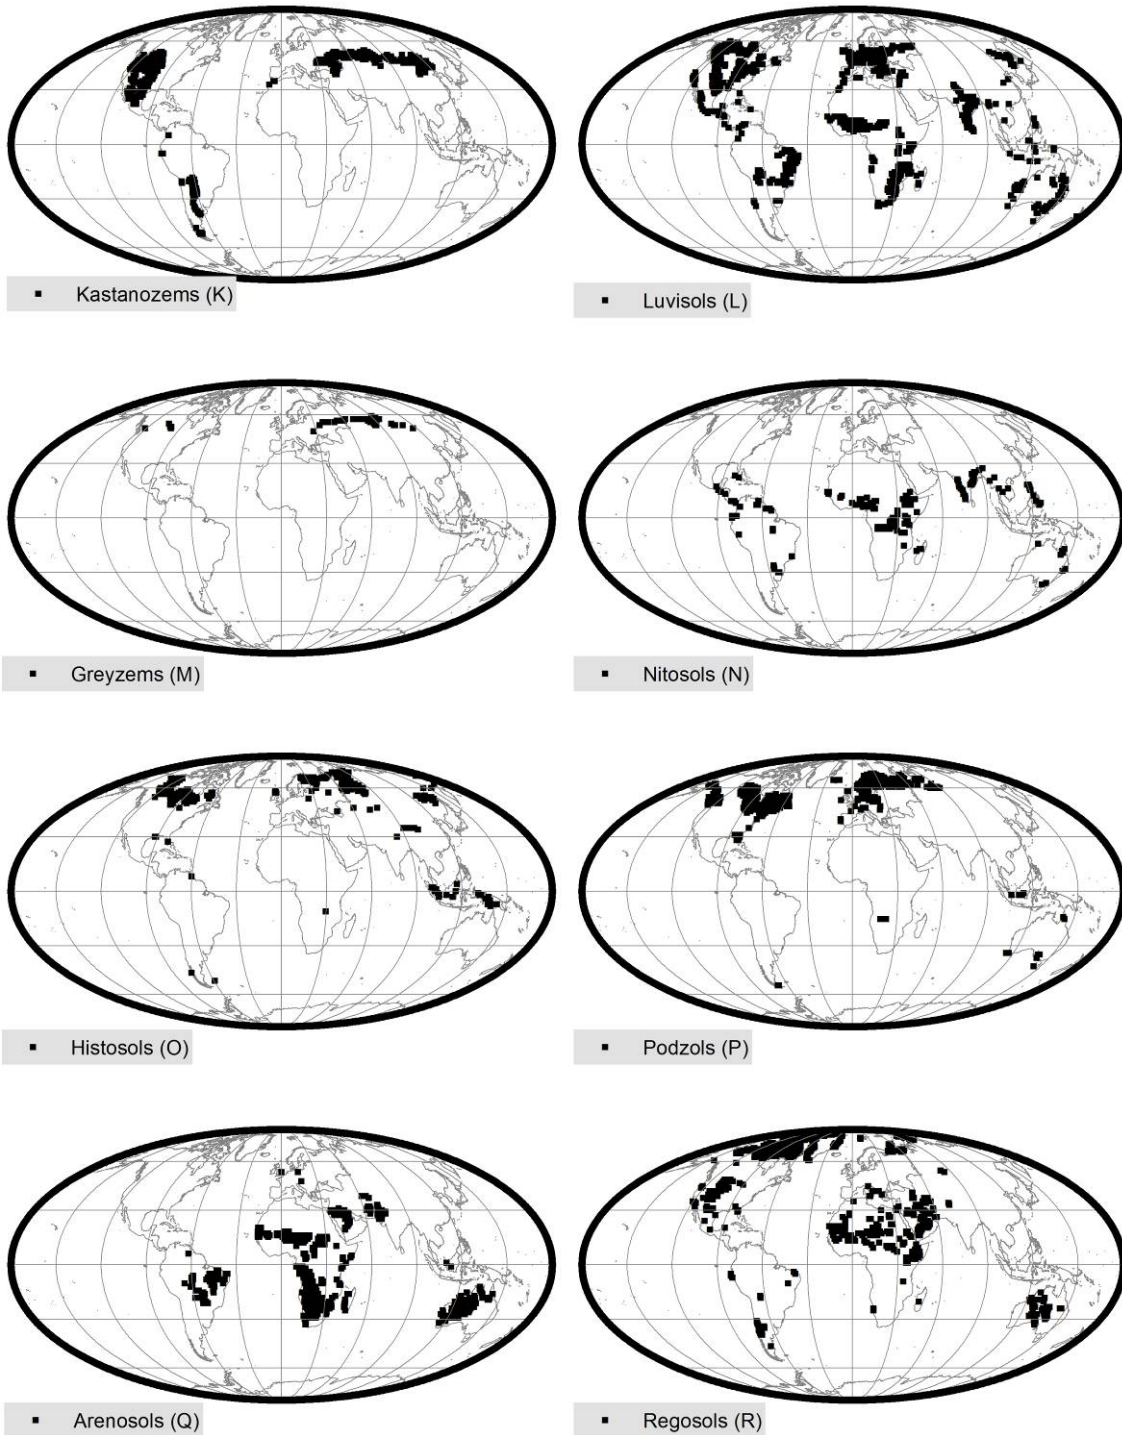 Kastanozems (K)
Luvisols (L)
Greyzems (M)
Nitosols (N)
Histosols (O)
Podzols (P)
Arenosols (Q)
Regosols (R)